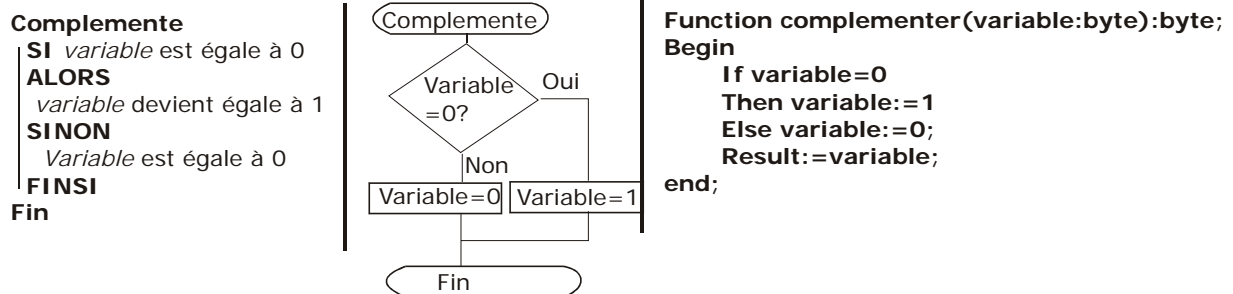 Complemente
SI variable est égale à 0
ALORS
variable devient égale à 1
SINON
Variable est égale à 0
FINSI
Fin
Complemente
Variable
=0?
Oui
Non
Variable=0
Variable=1
Fin
Function complementer(variable:byte):byte;
Begin
If variable=0
Then variable:=1
Else variable:=0;
Result:=variable;
end;